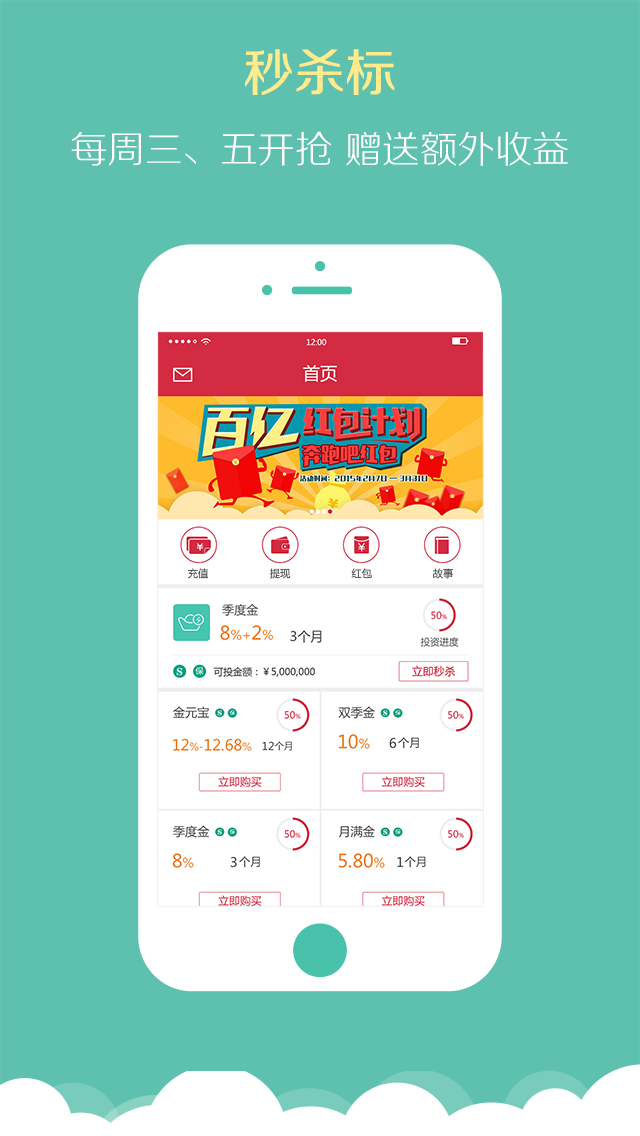 秒杀标
每周三、五开抢 赠送额外收益
12:00
首页
百亿红包计划
奔跑吧红包
活动时间：2015年2月7日一3月31日
充值 提现 红包 故事
季度金
8%+2% 3个月
50%
投资进度
S 保 可投金额：¥5,000,000 立即秒杀
金元宝 S 保 50% 双季金 S 保 50%
12%-12.68% 12个月 10% 6个月
立即购买 立即购买
季度金 S 保 50% 月满金 S 保 50%
8% 3个月 5.80% 1个月
立即购买 立即购买